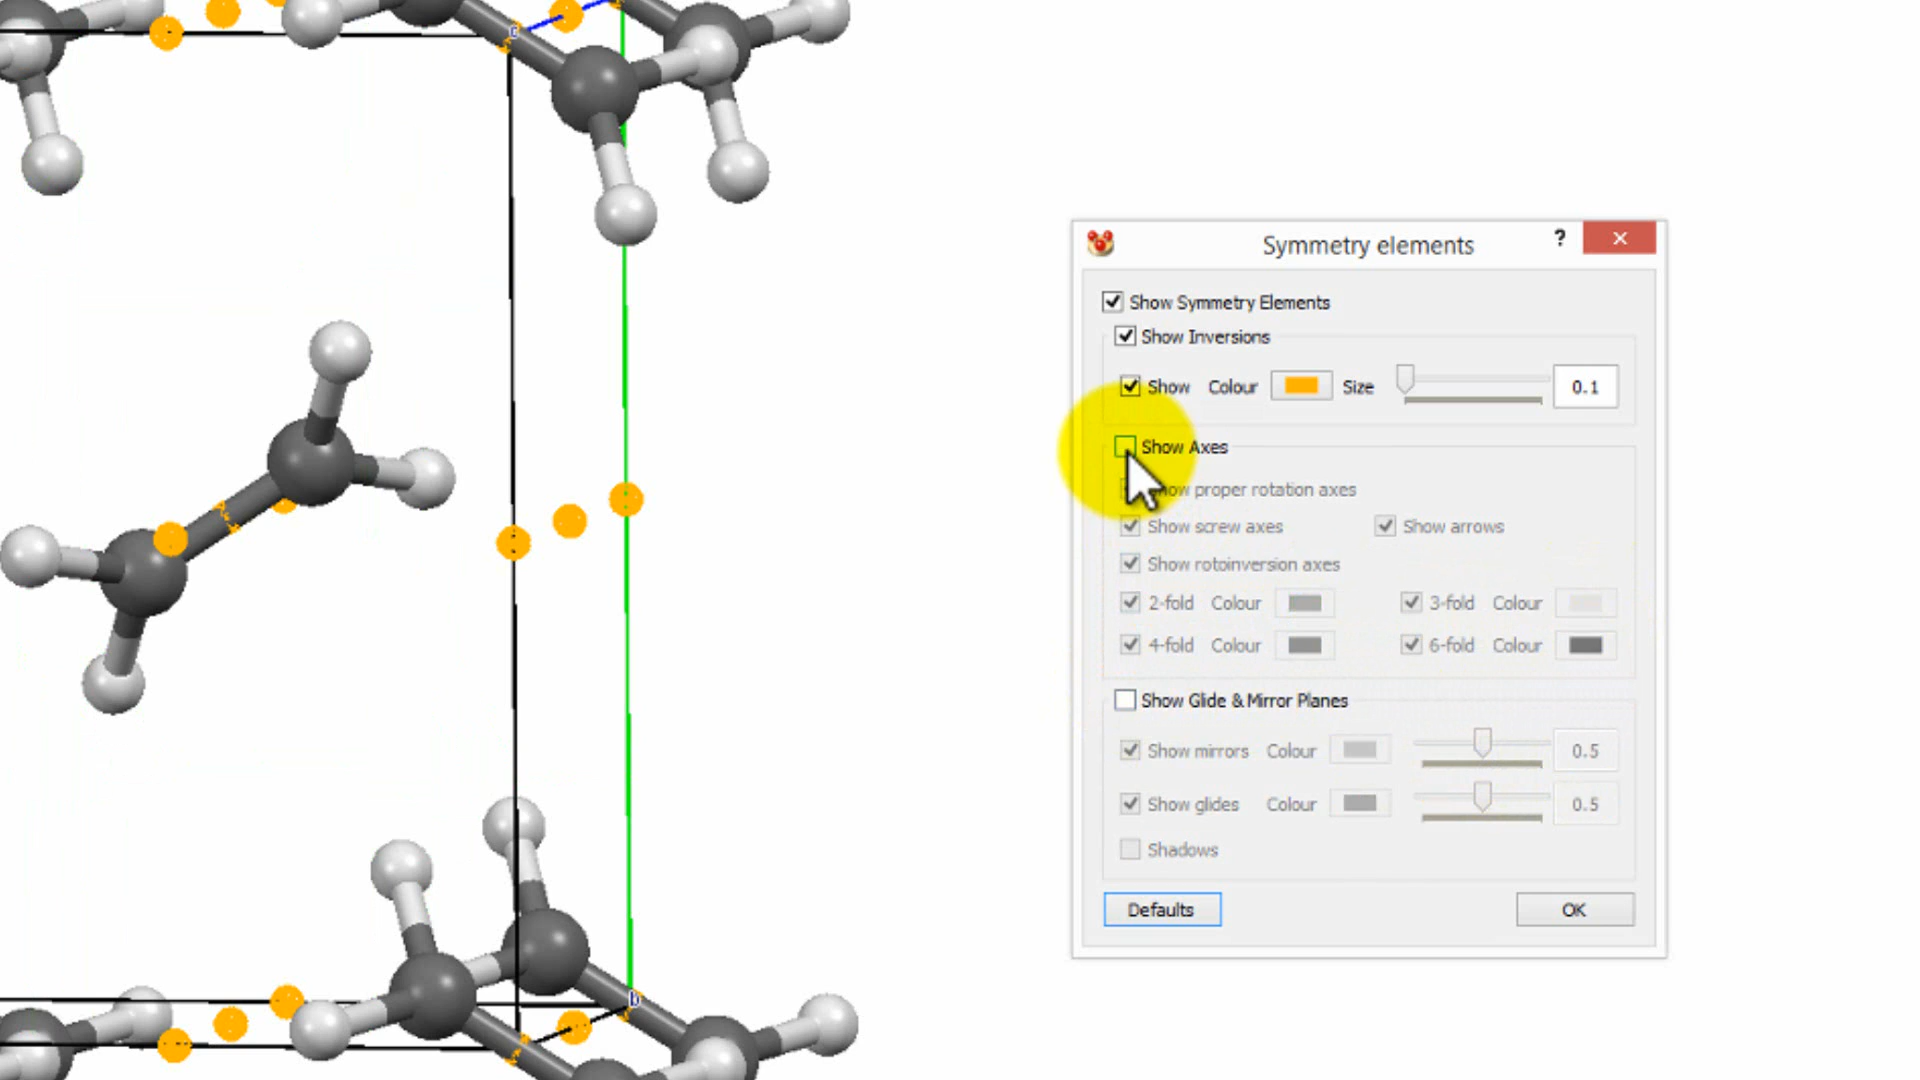 c
b
Symmetry elements
?
Show Symmetry Elements
Show Inversions
Show Colour Size 0.1
Show Axes
proper rotation axes
Show screw axes Show arrows
Show rotoinversion axes
2-fold Colour 3-fold Colour
4-fold Colour 6-fold Colour
Show Glide & Mirror Planes
Show mirrors Colour 0.5
Show glides Colour 0.5
Shadows
Defaults OK